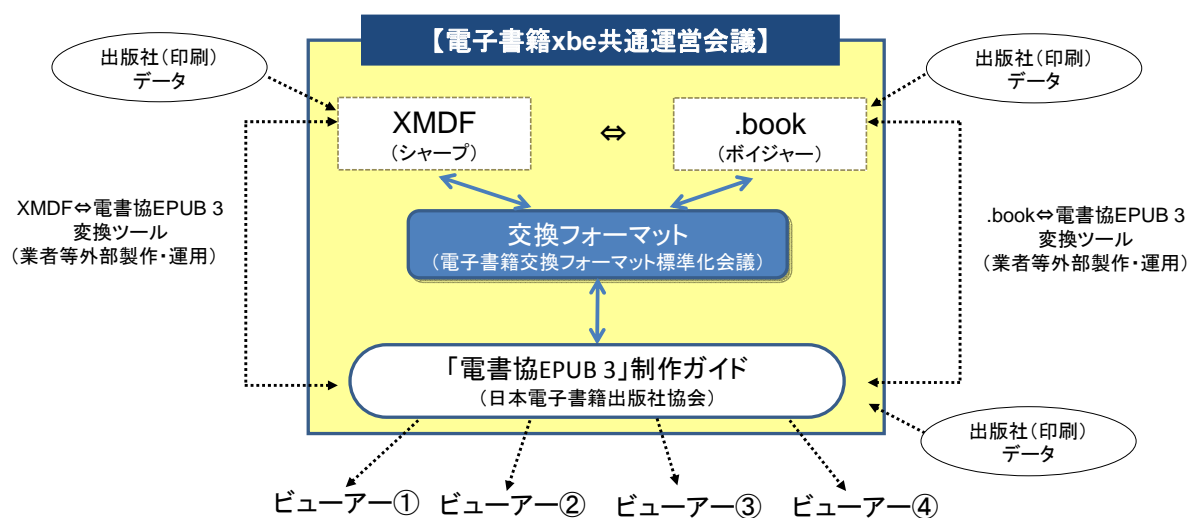 【電子書籍xbe共通運営会議】
出版社（印刷）
データ
出版社（印刷）
データ
XMDF
（シャープ）
⇔
.book
（ボイジャー）
XMDF⇔電書協EPUB 3
変換ツール
（業者等外部製作・運用）
交換フォーマット
（電子書籍交換フォーマット標準化会議）
.book⇔電書協EPUB 3
変換ツール
（業者等外部製作・運用）
「電書協EPUB 3」制作ガイド
（日本電子書籍出版社協会）
出版社（印刷）
データ
ビューアー① ビューアー② ビューアー③ ビューアー④